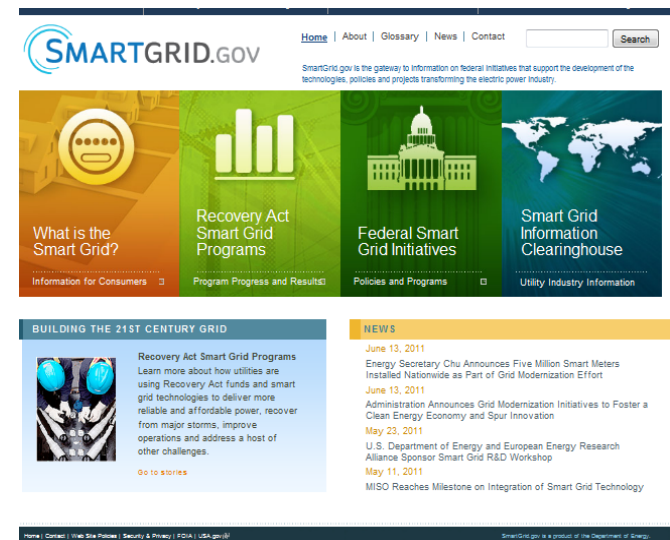 SMARTGRID.GOV
Home | About | Glossary | News | Contact
Search
SmartGrid.gov is the gateway to information on federal initiatives that support the development of the
technologies, policies and projects transforming the electric power industry.
What is the
Smart Grid?
Information for Consumers
Recovery Act
Smart Grid
Programs
Program Progress and Results
Federal Smart
Grid Initiatives
Policies and Programs
Smart Grid
Information
Clearinghouse
Utility Industry Information
BUILDING THE 21ST CENTURY GRID
Recovery Act Smart Grid Programs
Learn more about how utilities are
using Recovery Act funds and smart
grid technologies to deliver more
reliable and affordable power, recover
from major storms, improve
operations and address a host of
other challenges.
Go to stories
NEWS
June 13, 2011
Energy Secretary Chu Announces Five Million Smart Meters
Installed Nationwide as Part of Grid Modernization Effort
June 13, 2011
Administration Announces Grid Modernization Initiatives to Foster a
Clean Energy Economy and Spur Innovation
May 23, 2011
U.S. Department of Energy and European Energy Research
Alliance Sponsor Smart Grid R&D Workshop
May 11, 2011
MISO Reaches Milestone on Integration of Smart Grid Technology
Home | Contact | Web Site Policies | Security & Privacy | FOIA | USA.gov
SmartGrid.gov is a product of the Department of Energy.